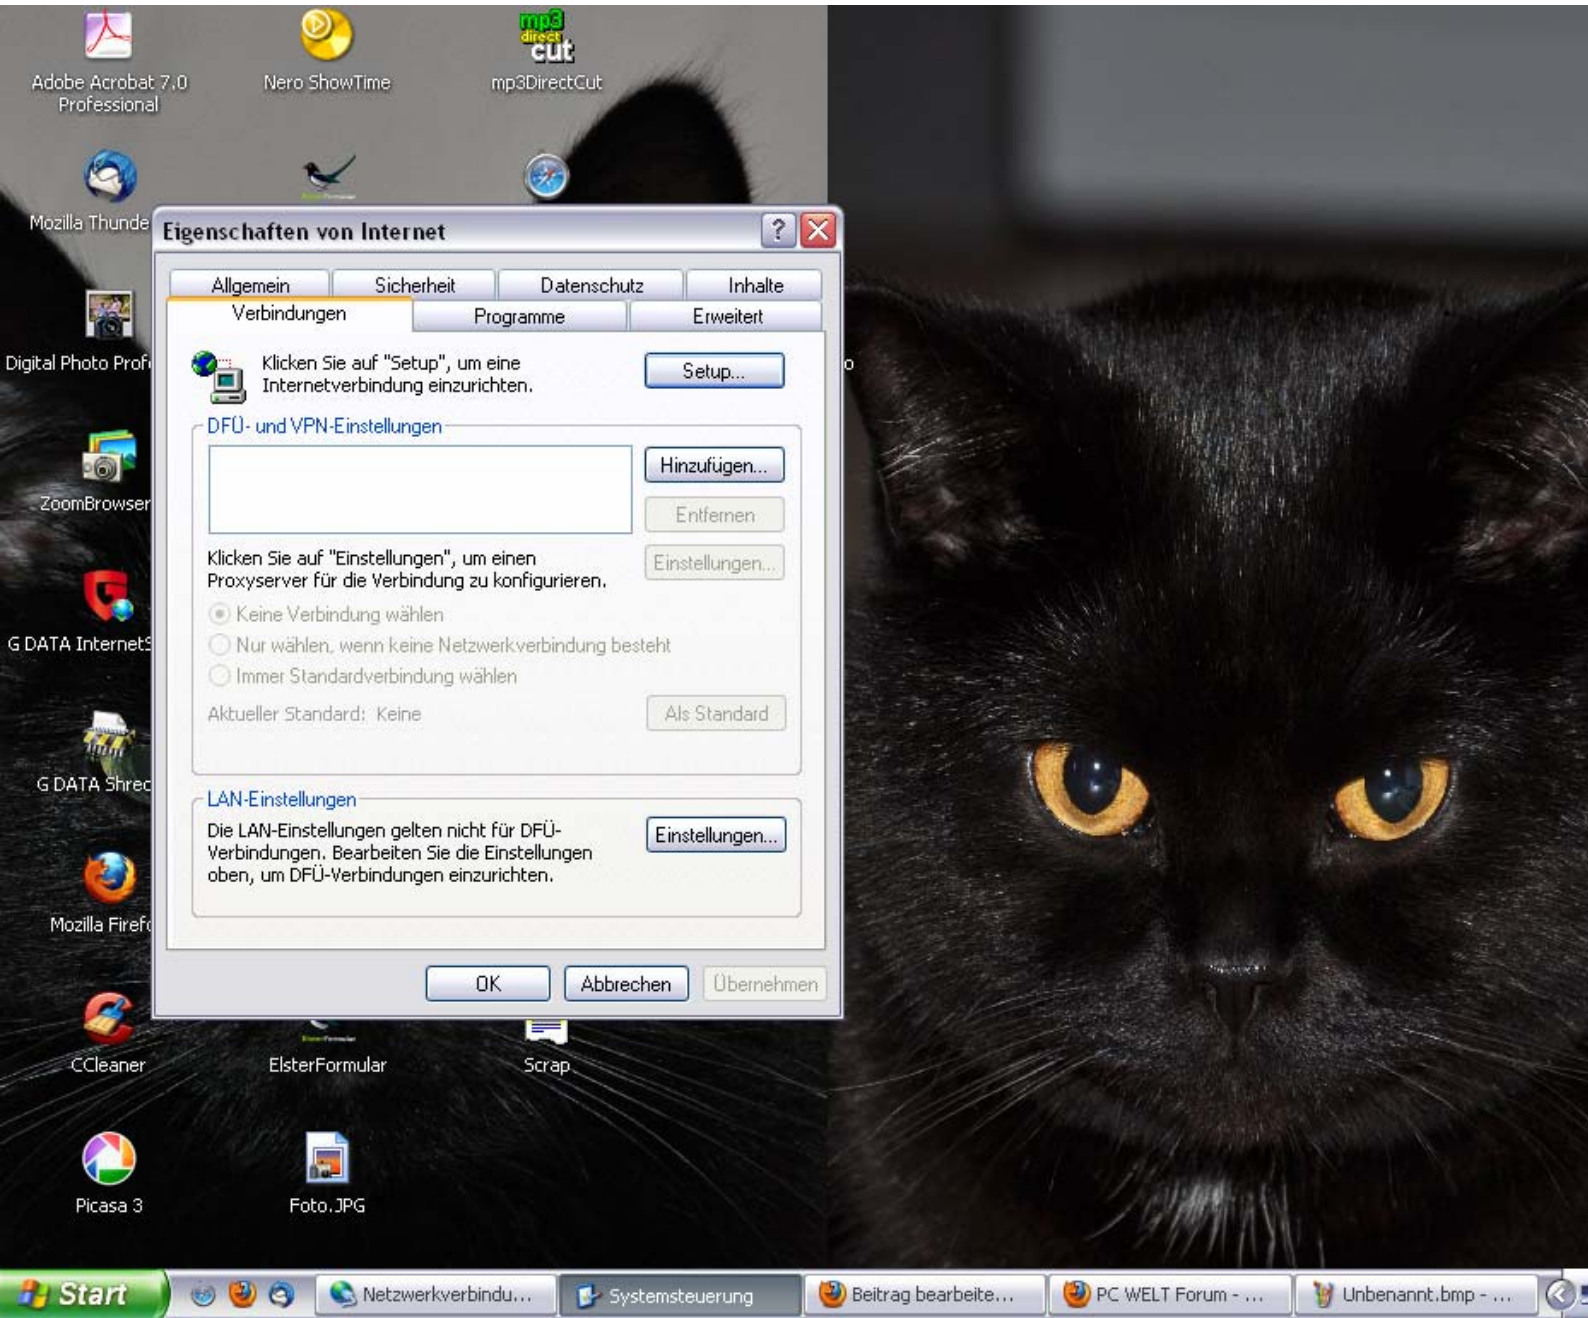 mp3
direct
cut
Adobe Acrobat 7.0
Professional
Nero ShowTime
mp3DirectCut
Mozilla Thunde
Digital Photo Profe
ZoomBrowser
G DATA InternetS
G DATA Shred
Mozilla Firefo
CCleaner
ElsterFormular
Scrap
Picasa 3
Foto.JPG
Eigenschaften von Internet
Allgemein
Sicherheit
Datenschutz
Inhalte
Verbindungen
Programme
Erweitert
Klicken Sie auf "Setup", um eine
Internetverbindung einzurichten.
Setup...
o
DFÜ- und VPN-Einstellungen
Hinzufügen...
Entfernen
Klicken Sie auf "Einstellungen", um einen
Proxyserver für die Verbindung zu konfigurieren.
Einstellungen...
Keine Verbindung wählen
Nur wählen, wenn keine Netzwerkverbindung besteht
Immer Standardverbindung wählen
Aktueller Standard: Keine
Als Standard
LAN-Einstellungen
Die LAN-Einstellungen gelten nicht für DFÜ-
Verbindungen. Bearbeiten Sie die Einstellungen
oben, um DFÜ-Verbindungen einzurichten.
Einstellungen...
OK
Abbrechen
Übernehmen
Start
Netzwerkverbindu...
Systemsteuerung
Beitrag bearbeite...
PC WELT Forum - ...
Unbenannt.bmp - ...